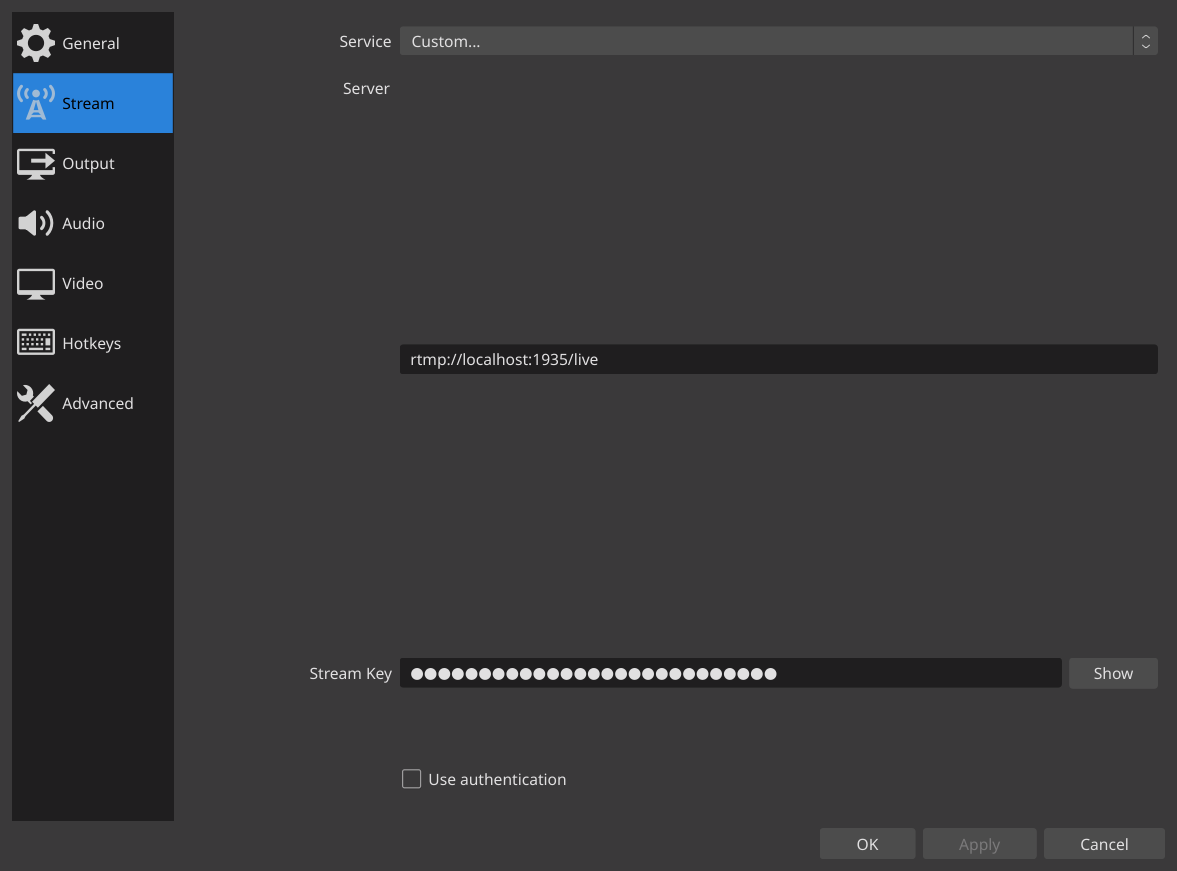 General
Stream
Output
Audio
Video
Hotkeys
Advanced
Service Custom...
Server
rtmp://localhost:1935/live
Stream Key ●●●●●●●●●●●●●●●●●●●●●●●●●●● Show
Use authentication
OK Apply Cancel